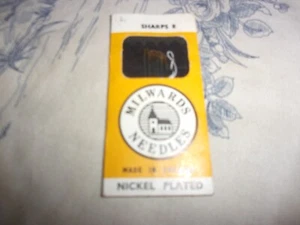 SHARPS 8
MILWARDS
NEEDLES
MADE IN
NICKEL PLATED